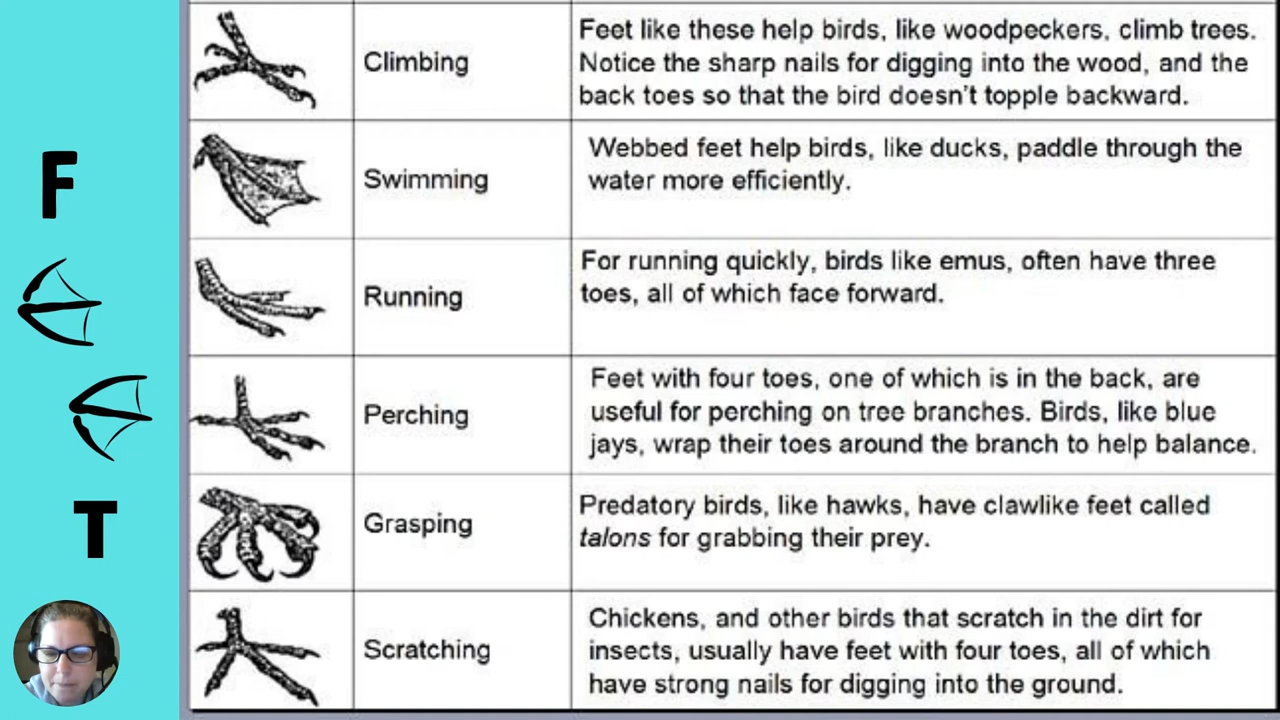 F
T
Climbing
Feet like these help birds, like woodpeckers, climb trees.
Notice the sharp nails for digging into the wood, and the
back toes so that the bird doesn't topple backward.
Swimming
Webbed feet help birds, like ducks, paddle through the
water more efficiently.
Running
For running quickly, birds like emus, often have three
toes, all of which face forward.
Perching
Feet with four toes, one of which is in the back, are
useful for perching on tree branches. Birds, like blue
jays, wrap their toes around the branch to help balance.
Grasping
Predatory birds, like hawks, have clawlike feet called
talons for grabbing their prey.
Scratching
Chickens, and other birds that scratch in the dirt for
insects, usually have feet with four toes, all of which
have strong nails for digging into the ground.